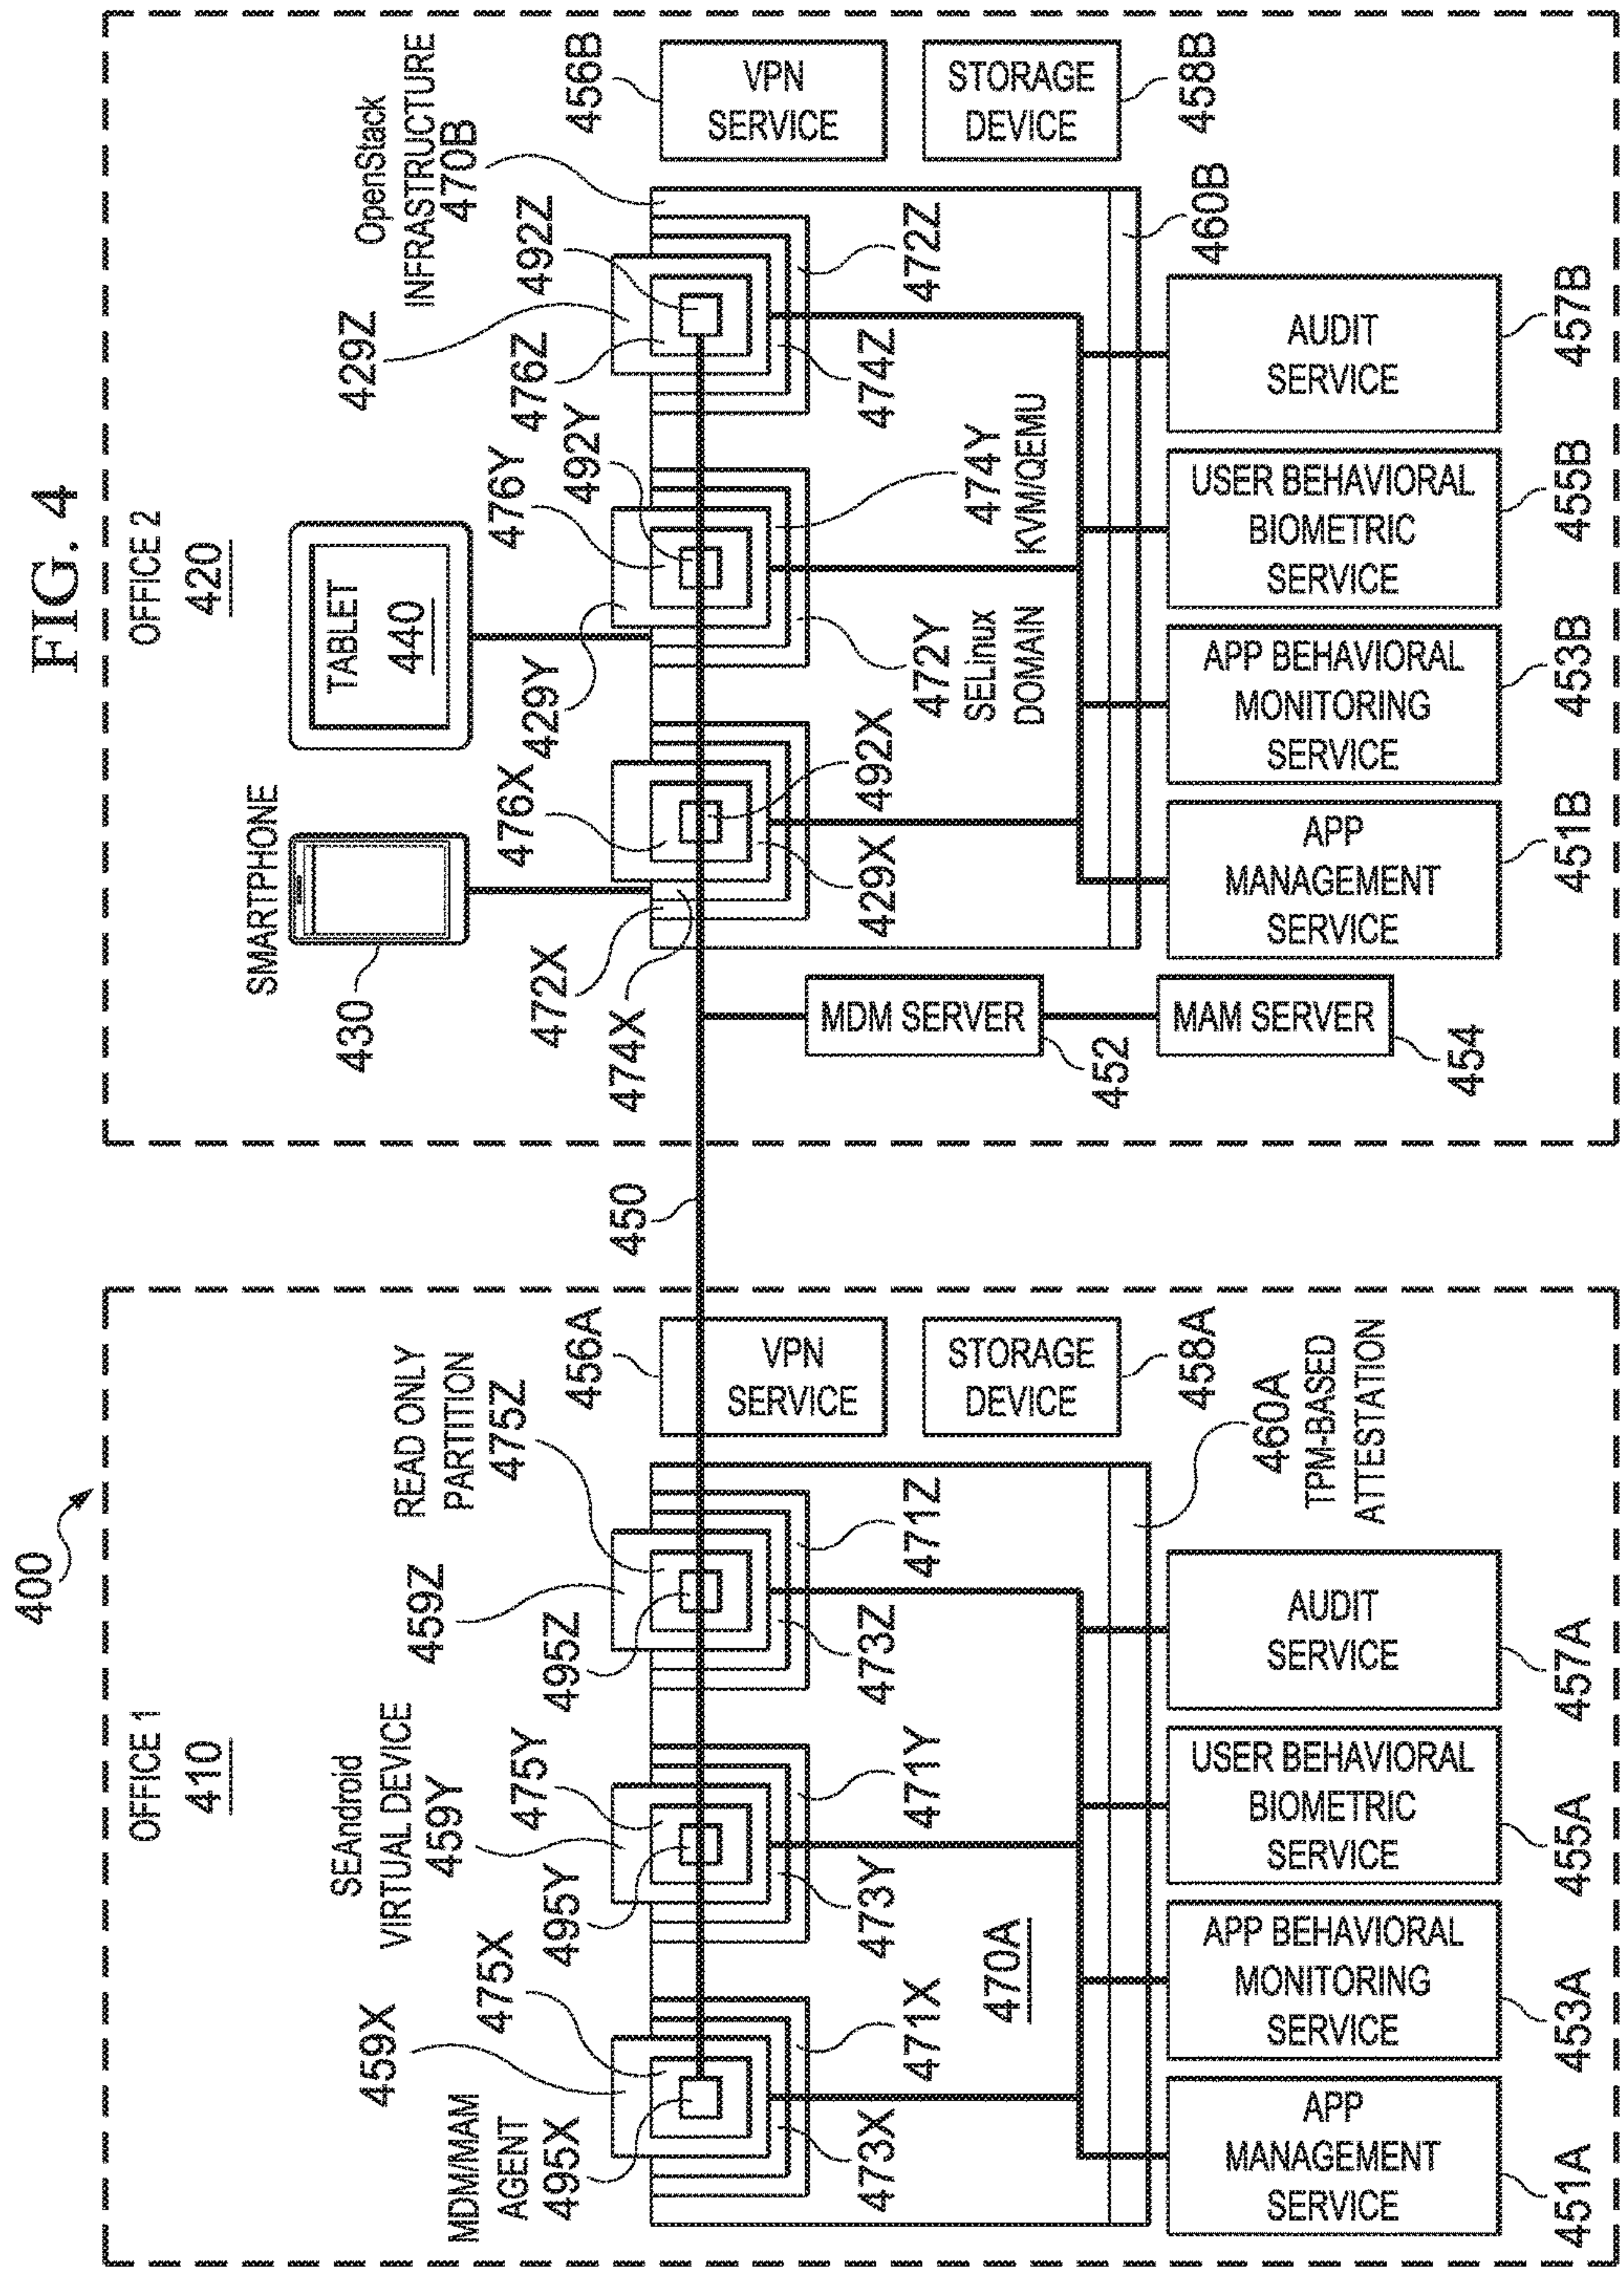 FIG. 4
400
OFFICE 1
410
SEAndroid
VIRTUAL DEVICE
459Y
READ ONLY
PARTITION
475Z
459X
475X
MDM/MAM
AGENT
495X
475Y
495Y
459Z
495Z
456A
VPN
SERVICE
STORAGE
DEVICE
458A
473X
471X
473Y
471Y
473Z
471Z
470A
460A
TPM-BASED
ATTESTATION
APP
MANAGEMENT
SERVICE
451A
APP BEHAVIORAL
MONITORING
SERVICE
453A
USER BEHAVIORAL
BIOMETRIC
SERVICE
455A
AUDIT
SERVICE
457A
450
OFFICE 2
420
SMARTPHONE
430
TABLET
440
OpenStack
INFRASTRUCTURE
470B
429Z
472X
474X
476X
429Y
476Y
492Y
476Z
492Z
456B
VPN
SERVICE
STORAGE
DEVICE
458B
429X
492X
472Y
SELinux
DOMAIN
474Y
KVM/QEMU
474Z
472Z
460B
MDM SERVER
452
MAM SERVER
454
APP
MANAGEMENT
SERVICE
451B
APP BEHAVIORAL
MONITORING
SERVICE
453B
USER BEHAVIORAL
BIOMETRIC
SERVICE
455B
AUDIT
SERVICE
457B